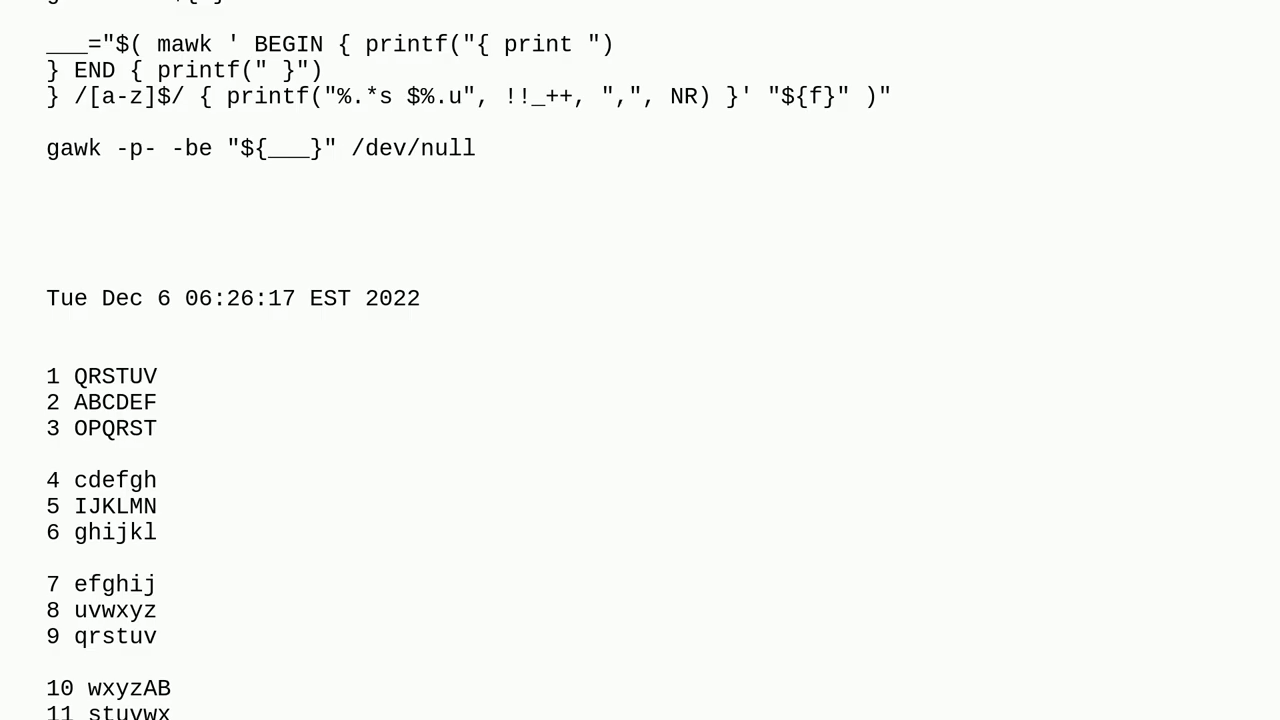 ___="$( mawk ' BEGIN { printf("{ print ")
} END { printf(" }")
} /[a-z]$/ { printf("%.*s $%.u", !!_++, ",", NR) }' "${f}" )"
gawk -p- -be "${___}" /dev/null
Tue Dec 6 06:26:17 EST 2022
1 QRSTUV
2 ABCDEF
3 OPQRST
4 cdefgh
5 IJKLMN
6 ghijkl
7 efghij
8 uvwxyz
9 qrstuv
10 wxyzAB
11 stuvwx